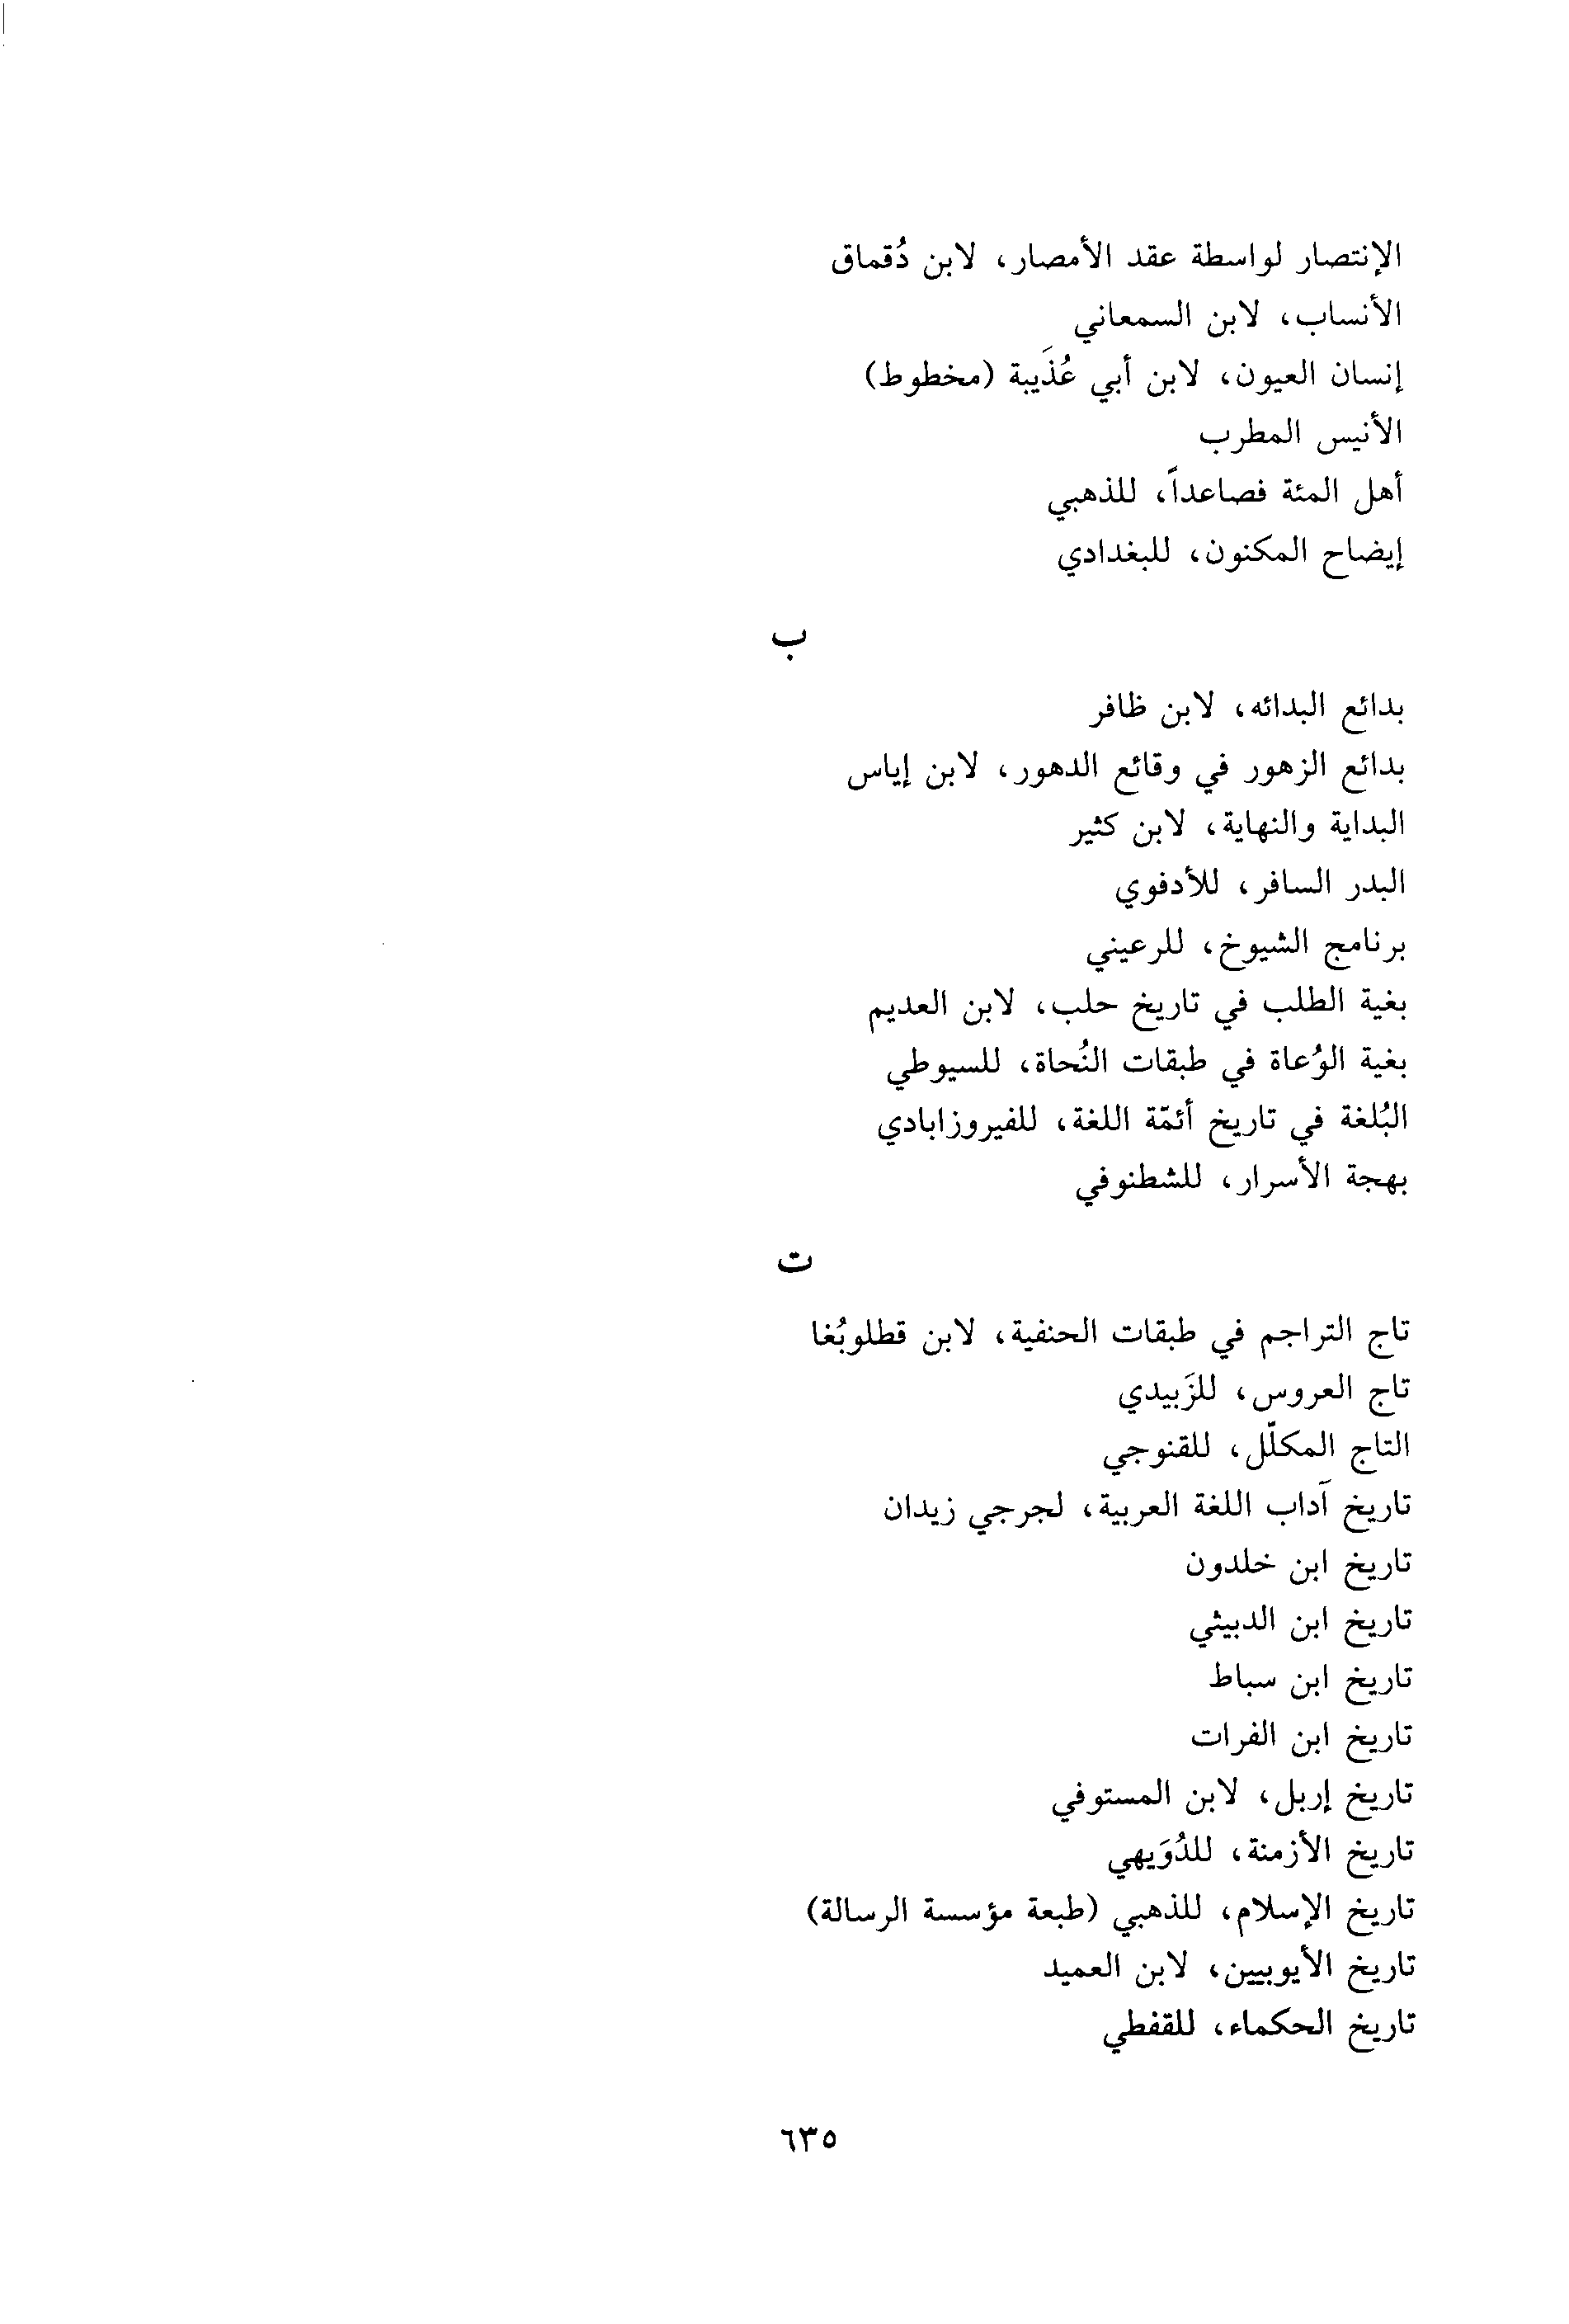 الإنتصار لواسطة عقد الأمصار، لابن دُقماق
الأنساب، لابن السمعاني
إنسان العيون، لابن أبي عُذَيبة (مخطوط)
الأنيس المطرب
أهل المئة فصاعداً، للذهبي
إيضاح المكنون، للبغدادي
ب
بدائع البدائه، لابن ظافر
بدائع الزهور في وقائع الدهور، لابن إياس
البداية والنهاية، لابن كثير
البدر السافر، للأدفوي
برنامج الشيوخ، للرعيني
بغية الطلب في تاريخ حلب، لابن العديم
بغية الوُعاة في طبقات النُحاة، للسيوطي
البُلغة في تاريخ أئمّة اللغة، للفيروزابادي
بهجة الأسرار، للشطنوفي
ت
تاج التراجم في طبقات الحنفية، لابن قطلوبُغا
تاج العروس، للزَبيدي
التاج المكلّل، للقنوجي
تاريخ آداب اللغة العربية، لجرجي زيدان
تاريخ ابن خلدون
تاريخ ابن الدبيثي
تاريخ ابن سباط
تاريخ ابن الفرات
تاريخ إربل، لابن المستوفي
تاريخ الأزمنة، للدُوَيهي
تاريخ الإسلام، للذهبي (طبعة مؤسسة الرسالة)
تاريخ الأيوبيين، لابن العميد
تاريخ الحكماء، للقفطي
٦٣٥